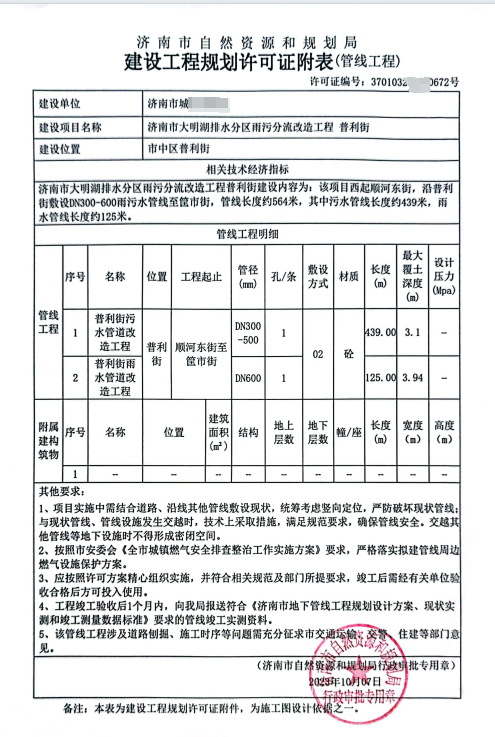 济南市自然资源和规划局
建设工程规划许可证附表(管线工程)
许可证编号：3701032 0672号
建设单位 济南市城
建设项目名称 济南市大明湖排水分区雨污分流改造工程 普利街
建设位置 市中区普利街
相关技术经济指标
济南市大明湖排水分区雨污分流改造工程普利街建设内容为：该项目西起顺河东街，沿普利
街敷设DN300-600雨污水管线至筐市街，管线长度约564米，其中污水管线长度约439米，雨
水管线长度约125米。
管线工程明细
管线工程 序号 名称 位置 工程起止 管径(mm) 孔/条 敷设方式 材质 长度(m) 最大覆土深度(m) 设计压力(Mpa)
1 普利街污水管道改造工程 普利街 顺河东街至筐市街 DN300-500 1 02 砼 439.00 3.1 --
2 普利街雨水管道改造工程 DN600 1 125.00 3.94 --
附属建构筑物 序号 名称 位置 建筑面积(m²) 结构 地上层数 地下层数 幢/座 长度(m) 宽度(m) 高度(m)
1 -- -- -- -- -- -- -- -- -- --
其他要求：
1、项目实施中需结合道路、沿线其他管线敷设现状，统筹考虑竖向定位，严防破坏现状管线；
与现状管线、管线设施发生交越时，技术上采取措施，满足规范要求，确保管线安全。交越其
他管线等地下设施时不得形成密闭空间。
2、按照市安委会《全市城镇燃气安全排查整治工作实施方案》要求，严格落实拟建管线周边
燃气设施保护方案。
3、应按照许可方案精心组织实施，并符合相关规范及部门所提要求，竣工后需经有关单位验
收合格后方可投入使用。
4、工程竣工验收后1个月内，向我局报送符合《济南市地下管线工程规划设计方案、现状实
测和竣工测量数据标准》要求的管线竣工实测资料。
5、该管线工程涉及道路刨掘、施工时序等问题需充分征求市交通运输、交警、住建等部门意
见。
(济南市自然资源和规划局行政审批专用章)
2023年10月07日
济南市自然资源和规划局
行政审批专用章
备注：本表为建设工程规划许可证附件，为施工图设计依据之一。